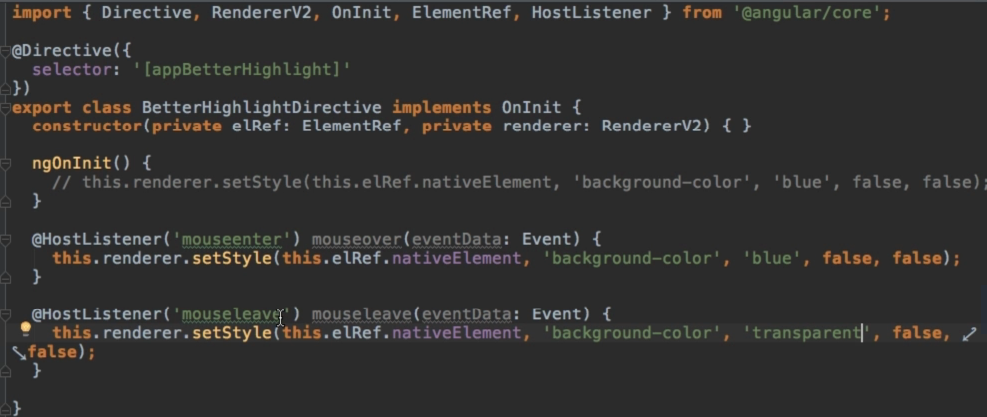 import { Directive, RendererV2, OnInit, ElementRef, HostListener } from '@angular/core';
@Directive({
  selector: '[appBetterHighlight]'
})
export class BetterHighlightDirective implements OnInit {
  constructor(private elRef: ElementRef, private renderer: RendererV2) { }
  ngOnInit() {
    // this.renderer.setStyle(this.elRef.nativeElement, 'background-color', 'blue', false, false);
  }
  @HostListener('mouseenter') mouseover(eventData: Event) {
    this.renderer.setStyle(this.elRef.nativeElement, 'background-color', 'blue', false, false);
  }
  @HostListener('mouseleave') mouseleave(eventData: Event) {
    this.renderer.setStyle(this.elRef.nativeElement, 'background-color', 'transparent', false,
false);
  }
}